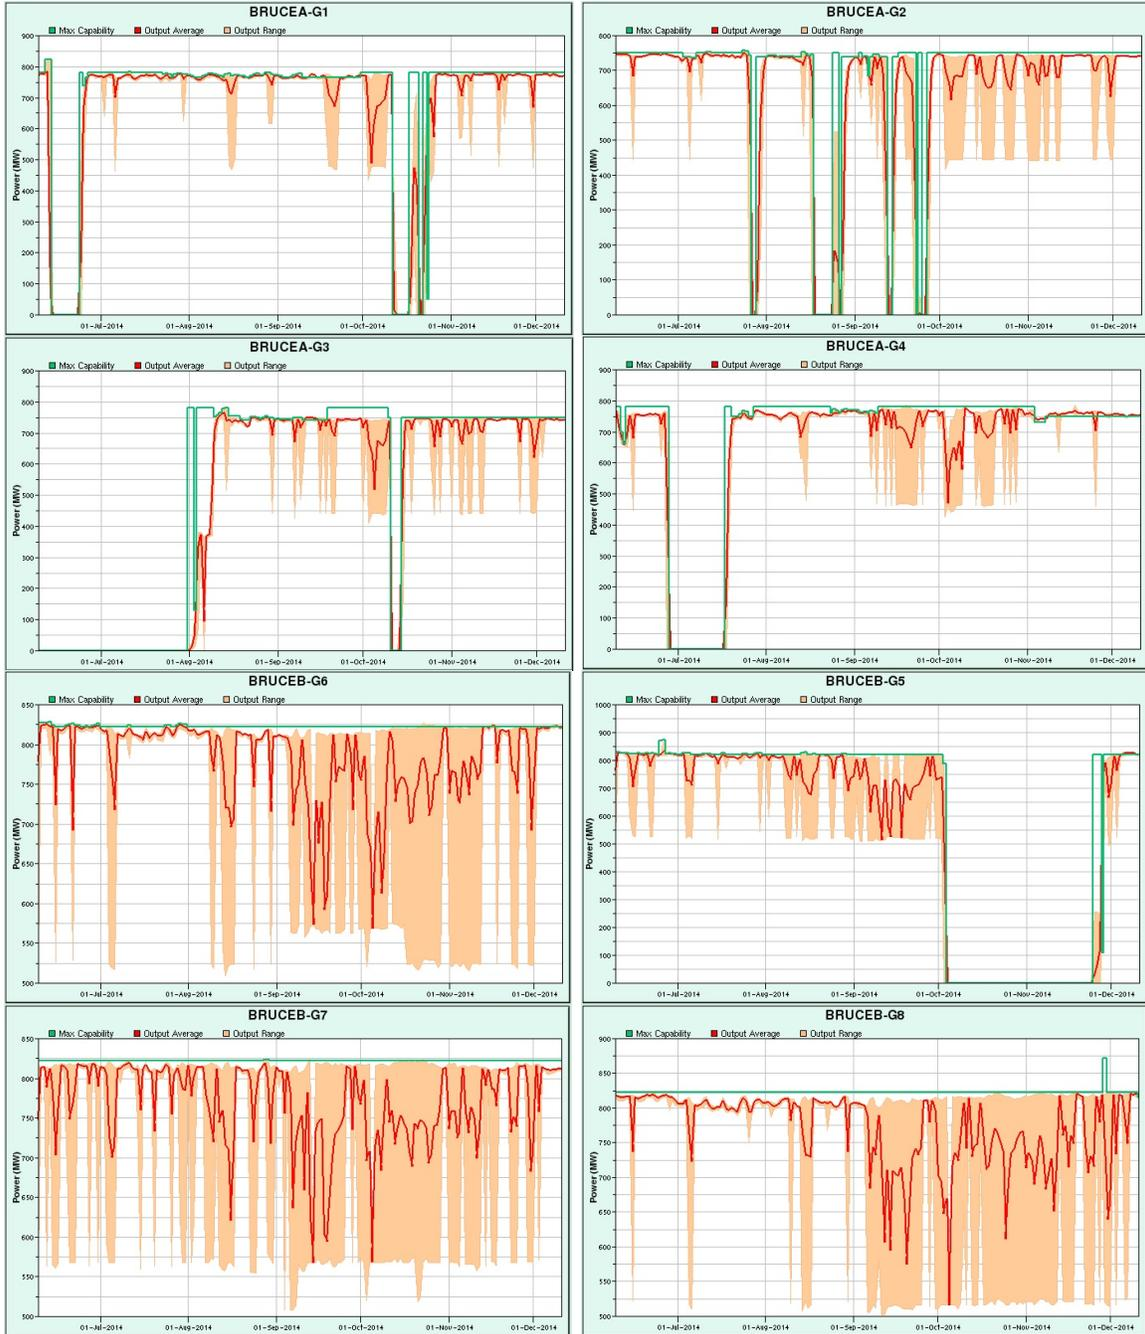 BRUCEA-G1
Max Capability Output Average Output Range
Power (MW)
900
800
700
600
500
400
300
200
100
0
01-Jul-2014 01-Aug-2014 01-Sep-2014 01-Oct-2014 01-Nov-2014 01-Dec-2014
BRUCEA-G2
Max Capability Output Average Output Range
Power (MW)
800
700
600
500
400
300
200
100
0
01-Jul-2014 01-Aug-2014 01-Sep-2014 01-Oct-2014 01-Nov-2014 01-Dec-2014
BRUCEA-G3
Max Capability Output Average Output Range
Power (MW)
900
800
700
600
500
400
300
200
100
0
01-Jul-2014 01-Aug-2014 01-Sep-2014 01-Oct-2014 01-Nov-2014 01-Dec-2014
BRUCEA-G4
Max Capability Output Average Output Range
Power (MW)
900
800
700
600
500
400
300
200
100
0
01-Jul-2014 01-Aug-2014 01-Sep-2014 01-Oct-2014 01-Nov-2014 01-Dec-2014
BRUCEB-G6
Max Capability Output Average Output Range
Power (MW)
850
800
750
700
650
600
550
500
01-Jul-2014 01-Aug-2014 01-Sep-2014 01-Oct-2014 01-Nov-2014 01-Dec-2014
BRUCEB-G5
Max Capability Output Average Output Range
Power (MW)
1000
900
800
700
600
500
400
300
200
100
0
01-Jul-2014 01-Aug-2014 01-Sep-2014 01-Oct-2014 01-Nov-2014 01-Dec-2014
BRUCEB-G7
Max Capability Output Average Output Range
Power (MW)
850
800
750
700
650
600
550
500
01-Jul-2014 01-Aug-2014 01-Sep-2014 01-Oct-2014 01-Nov-2014 01-Dec-2014
BRUCEB-G8
Max Capability Output Average Output Range
Power (MW)
900
850
800
750
700
650
600
550
500
01-Jul-2014 01-Aug-2014 01-Sep-2014 01-Oct-2014 01-Nov-2014 01-Dec-2014